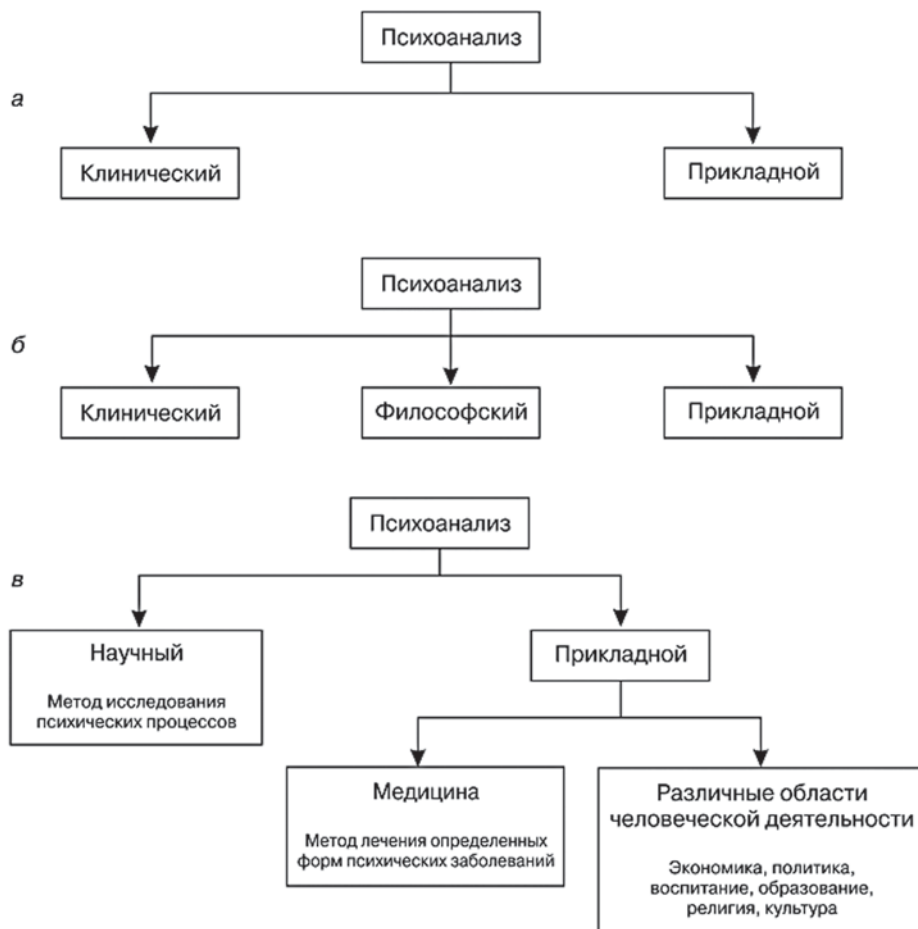 Психоанализ
а
Клинический
Прикладной
Психоанализ
б
Клинический
Философский
Прикладной
Психоанализ
в
Научный
Метод исследования
психических процессов
Прикладной
Медицина
Метод лечения определенных
форм психических заболеваний
Различные области
человеческой деятельности
Экономика, политика,
воспитание, образование,
религия, культура